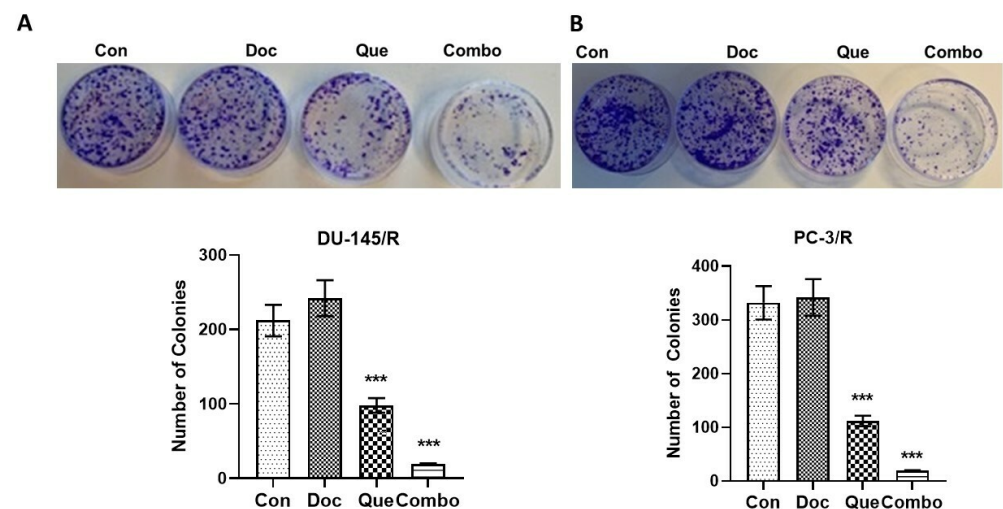 A
Con Doc Que Combo
B
Con Doc Que Combo
DU-145/R
Number of Colonies
300
200
100
0
***
***
Con Doc Que Combo
PC-3/R
Number of Colonies
400
300
200
100
0
***
***
Con Doc Que Combo